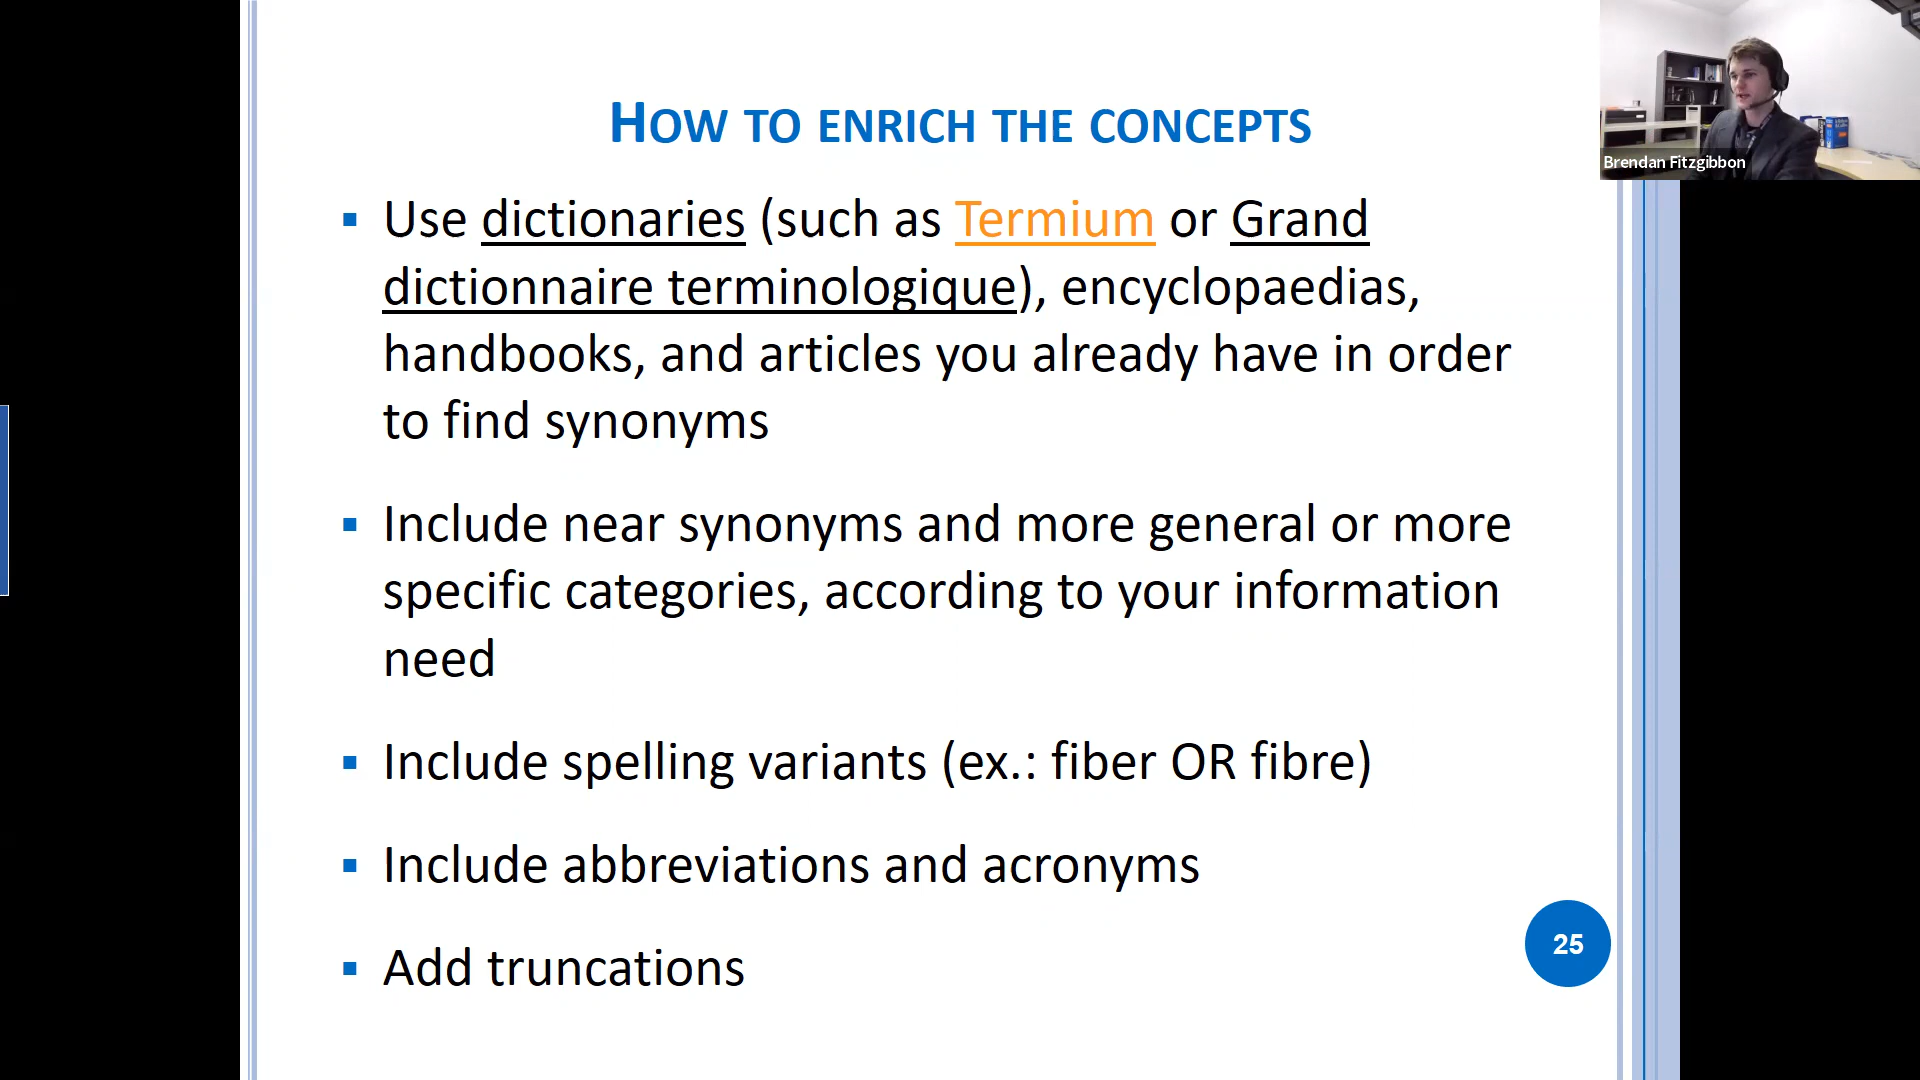 HOW TO ENRICH THE CONCEPTS
Brendan Fitzgibbon
▪ Use dictionaries (such as Termium or Grand
dictionnaire terminologique), encyclopaedias,
handbooks, and articles you already have in order
to find synonyms
▪ Include near synonyms and more general or more
specific categories, according to your information
need
▪ Include spelling variants (ex.: fiber OR fibre)
▪ Include abbreviations and acronyms
▪ Add truncations
25